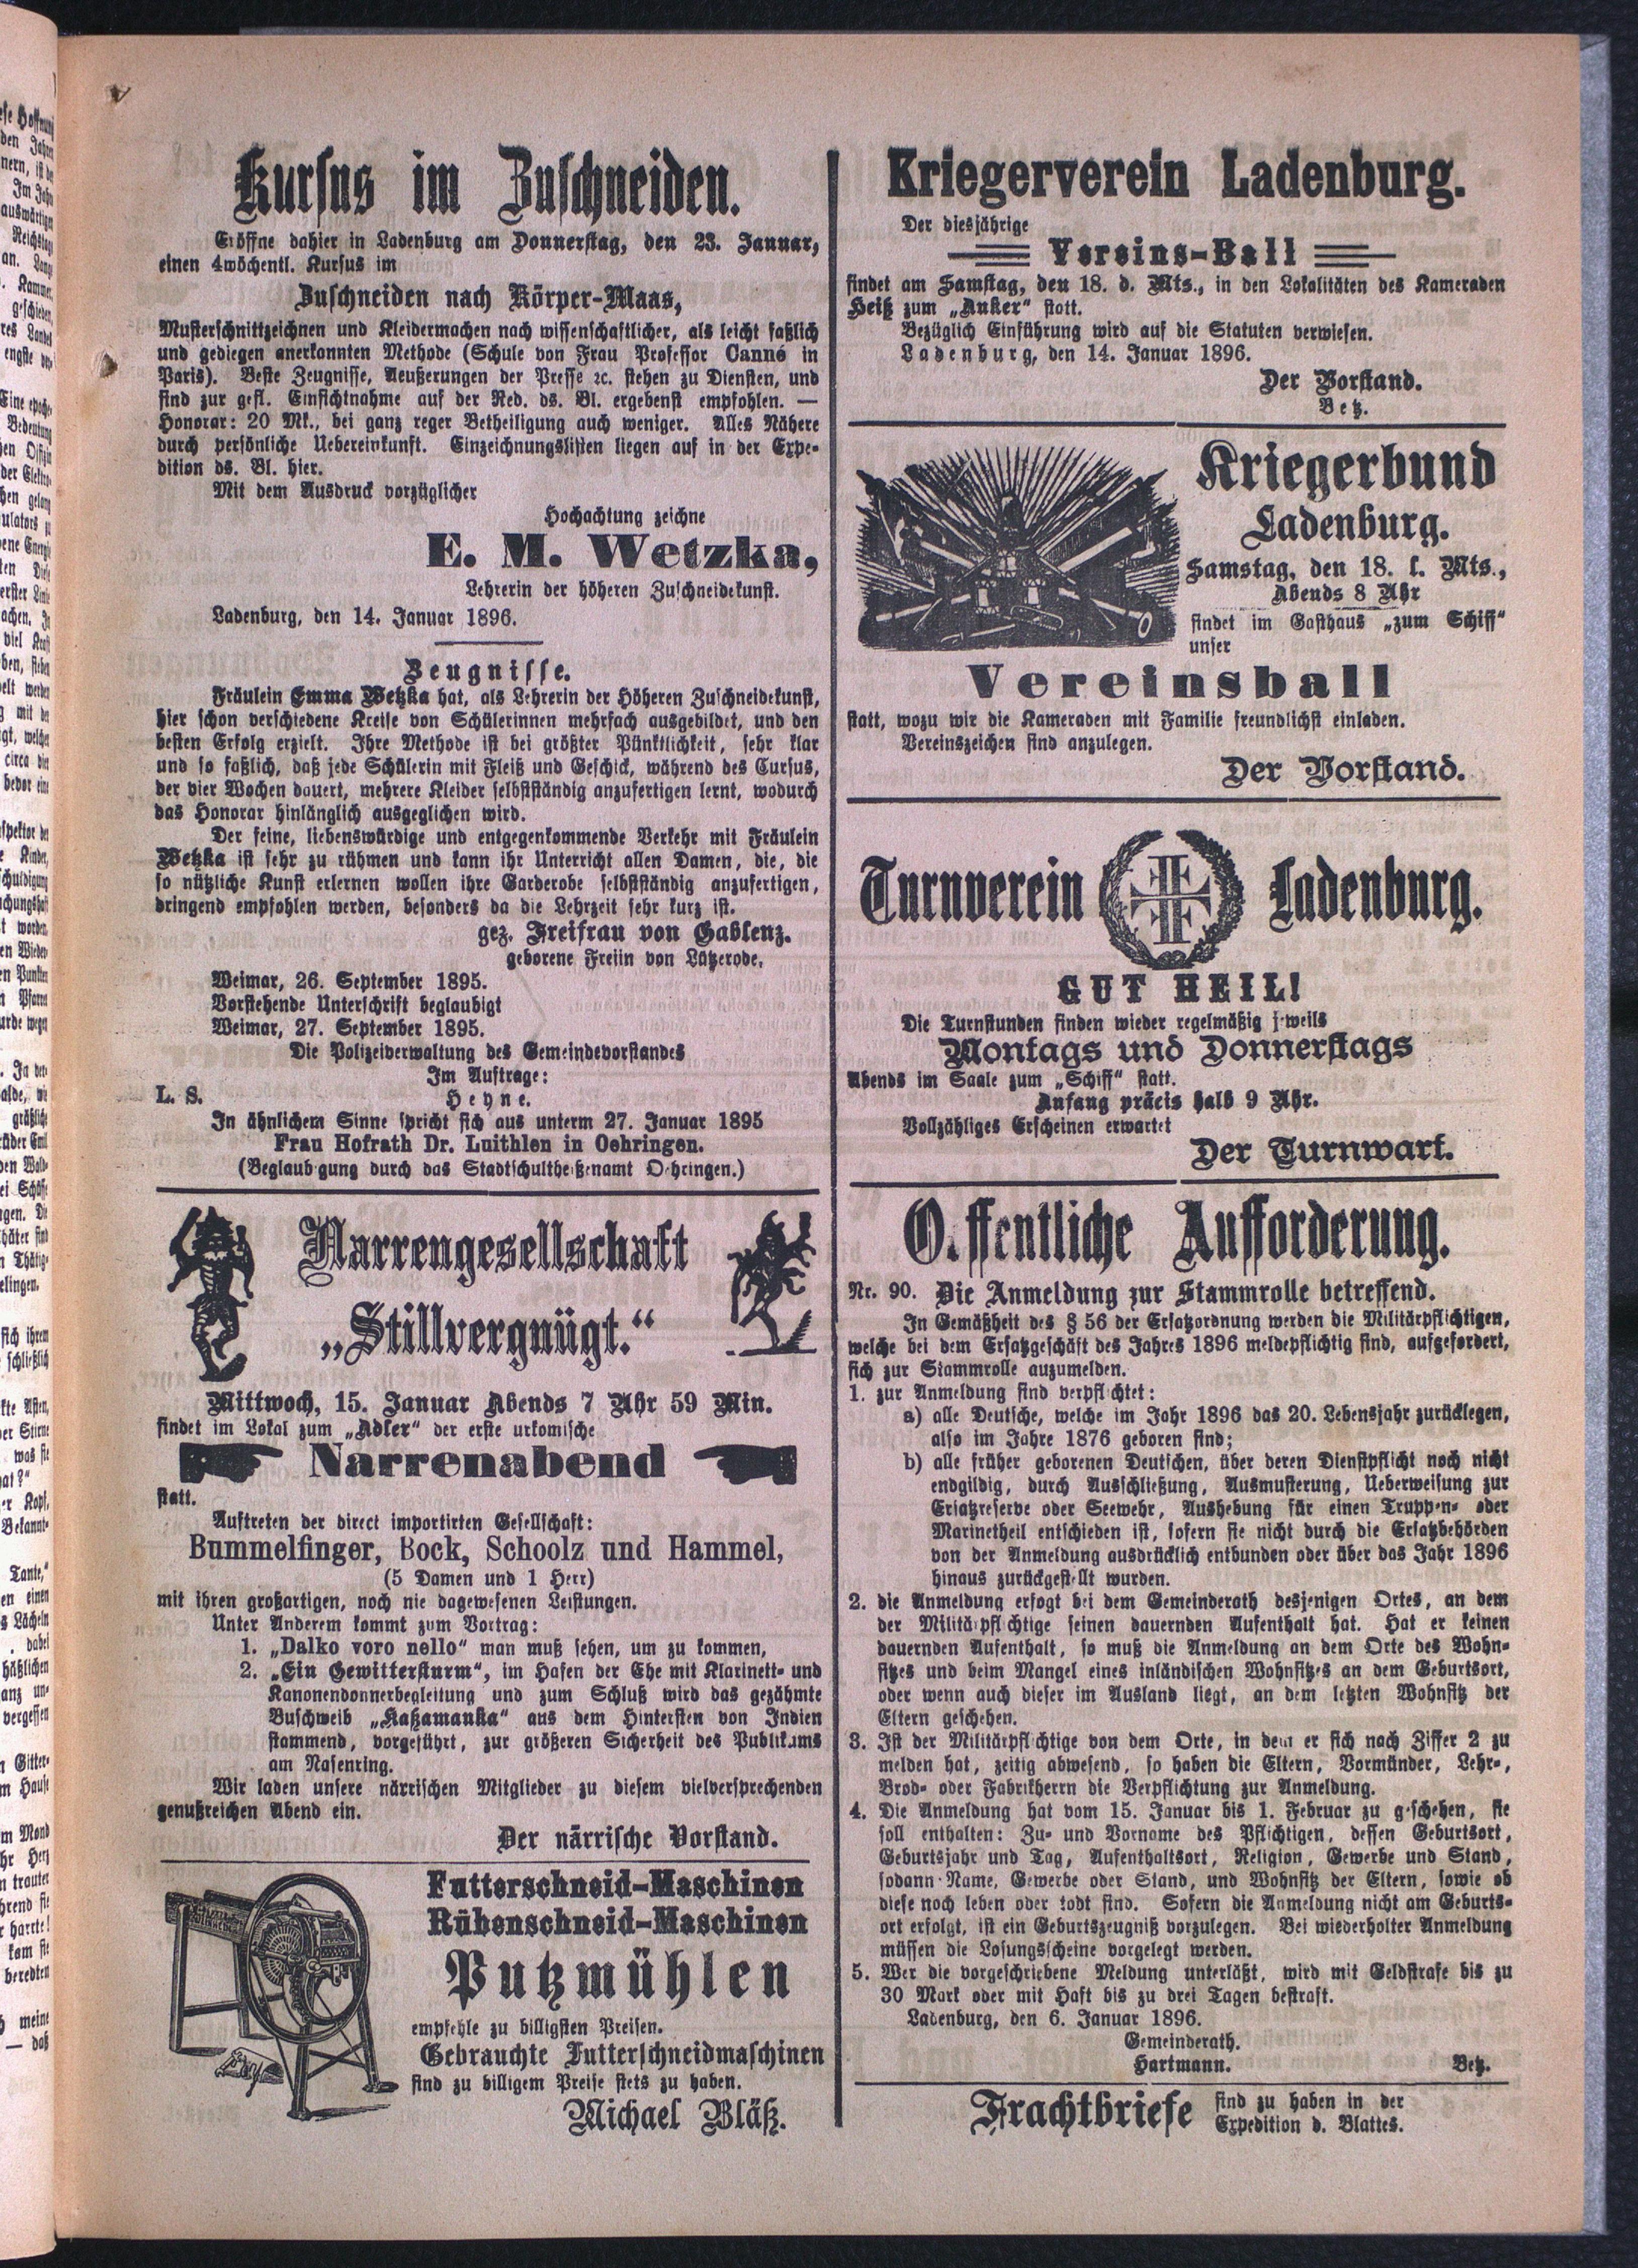 Kursus im Zuschneiden.
Eröffne dahier in Ladenburg am Donnerstag, den 23. Januar,
einen 4wöchentl. Kursus im
Zuschneiden nach Körper-Maas,
Musterschnittzeichnen und Kleidermachen nach wissenschaftlicher, als leicht faßlich
und gediegen anerkannten Methode (Schule von Frau Professor Canné in
Paris). Beste Zeugnisse, Aeußerungen der Presse ꝛc. stehen zu Diensten, und
sind zur gefl. Einsichtnahme auf der Red. ds. Bl. ergebenst empfohlen. —
Honorar: 20 Mk., bei ganz reger Betheiligung auch weniger. Alles Nähere
durch persönliche Uebereinkunft. Einzeichnungslisten liegen auf in der Expe-
dition ds. Bl. hier.
Mit dem Ausdruck vorzüglicher
Hochachtung zeichne
E. M. Wetzka,
Lehrerin der höheren Zuschneidekunst.
Ladenburg, den 14. Januar 1896.
Zeugnisse.
Fräulein Emma Wetzka hat, als Lehrerin der Höheren Zuschneidekunst,
hier schon verschiedene Kreise von Schülerinnen mehrfach ausgebildet, und den
besten Erfolg erzielt. Ihre Methode ist bei größter Pünktlichkeit, sehr klar
und so faßlich, daß jede Schülerin mit Fleiß und Geschick, während des Cursus,
der vier Wochen dauert, mehrere Kleider selbstständig anzufertigen lernt, wodurch
das Honorar hinlänglich ausgeglichen wird.
Der feine, liebenswürdige und entgegenkommende Verkehr mit Fräulein
Wetzka ist sehr zu rühmen und kann ihr Unterricht allen Damen, die, die
so nützliche Kunst erlernen wollen ihre Garderobe selbstständig anzufertigen,
dringend empfohlen werden, besonders da die Lehrzeit sehr kurz ist.
gez. Freifrau von Gablenz.
geborene Freiin von Lützerode.
Weimar, 26. September 1895.
Vorstehende Unterschrift beglaubigt
Weimar, 27. September 1895.
Die Polizeiverwaltung des Gemeindevorstandes
Im Auftrage:
L. S. Heyne.
In ähnlichem Sinne spricht sich aus unterm 27. Januar 1895
Frau Hofrath Dr. Luithlen in Oehringen.
(Beglaubigung durch das Stadtschultheißenamt Oehringen.)
Narrengesellschaft
„Stillvergnügt.“
Mittwoch, 15. Januar Abends 7 Uhr 59 Min.
findet im Lokal zum „Adler“ der erste urkomische
Narrenabend
statt.
Auftreten der direct importirten Gesellschaft:
Bummelfinger, Bock, Schoolz und Hammel,
(5 Damen und 1 Herr)
mit ihren großartigen, noch nie dagewesenen Leistungen.
Unter Anderem kommt zum Vortrag:
1. „Dalko voro nello“ man muß sehen, um zu kommen,
2. „Ein Gewittersturm“, im Hafen der Ehe mit Klarinett- und
Kanonendonnerbegleitung und zum Schluß wird das gezähmte
Buschweib „Katzamanka“ aus dem Hintersten von Indien
stammend, vorgeführt, zur größeren Sicherheit des Publikums
am Nasenring.
Wir laden unsere närrischen Mitglieder zu diesem vielversprechenden
genußreichen Abend ein.
Der närrische Vorstand.
Futterschneid-Maschinen
Rübenschneid-Maschinen
Putzmühlen
empfehle zu billigsten Preisen.
Gebrauchte Futterschneidmaschinen
sind zu billigem Preise stets zu haben.
Michael Bläß.
Kriegerverein Ladenburg.
Der diesjährige
Vereins-Ball
findet am Samstag, den 18. d. Mts., in den Lokalitäten des Kameraden
Heiß zum „Anker“ statt.
Bezüglich Einführung wird auf die Statuten verwiesen.
Ladenburg, den 14. Januar 1896.
Der Vorstand.
Betz.
Kriegerbund
Ladenburg.
Samstag, den 18. l. Mts.,
Abends 8 Uhr
findet im Gasthaus „zum Schiff“
unser
Vereinsball
statt, wozu wir die Kameraden mit Familie freundlichst einladen.
Vereinszeichen sind anzulegen.
Der Vorstand.
Turnverein Ladenburg.
GUT HEIL!
Die Turnstunden finden wieder regelmäßig jeweils
Montags und Donnerstags
Abends im Saale zum „Schiff“ statt.
Anfang präcis halb 9 Uhr.
Vollzähliges Erscheinen erwartet
Der Turnwart.
Oeffentliche Aufforderung.
Nr. 90. Die Anmeldung zur Stammrolle betreffend.
In Gemäßheit des § 56 der Ersatzordnung werden die Militärpflichtigen,
welche bei dem Ersatzgeschäft des Jahres 1896 meldepflichtig sind, aufgefordert,
sich zur Stammrolle anzumelden.
1. zur Anmeldung sind verpflichtet:
a) alle Deutsche, welche im Jahr 1896 das 20. Lebensjahr zurücklegen,
also im Jahre 1876 geboren sind;
b) alle früher geborenen Deutschen, über deren Dienstpflicht noch nicht
endgildig, durch Ausschließung, Ausmusterung, Ueberweisung zur
Ersatzreserve oder Seewehr, Aushebung für einen Truppen- oder
Marinetheil entschieden ist, sofern sie nicht durch die Ersatzbehörden
von der Anmeldung ausdrücklich entbunden oder über das Jahr 1896
hinaus zurückgestellt wurden.
2. die Anmeldung erfogt bei dem Gemeinderath desjenigen Ortes, an dem
der Militärpflichtige seinen dauernden Aufenthalt hat. Hat er keinen
dauernden Aufenthalt, so muß die Anmeldung an dem Orte des Wohn-
sitzes und beim Mangel eines inländischen Wohnsitzes an dem Geburtsort,
oder wenn auch dieser im Ausland liegt, an dem letzten Wohnsitz der
Eltern geschehen.
3. Ist der Militärpflichtige von dem Orte, in dem er sich nach Ziffer 2 zu
melden hat, zeitig abwesend, so haben die Eltern, Vormünder, Lehr-,
Brod- oder Fabrikherrn die Verpflichtung zur Anmeldung.
4. Die Anmeldung hat vom 15. Januar bis 1. Februar zu geschehen, sie
soll enthalten: Zu- und Vorname des Pflichtigen, dessen Geburtsort,
Geburtsjahr und Tag, Aufenthaltsort, Religion, Gewerbe und Stand,
sodann Name, Gewerbe oder Stand, und Wohnsitz der Eltern, sowie ob
diese noch leben oder todt sind. Sofern die Anmeldung nicht am Geburts-
ort erfolgt, ist ein Geburtszeugniß vorzulegen. Bei wiederholter Anmeldung
müssen die Losungsscheine vorgelegt werden.
5. Wer die vorgeschriebene Meldung unterläßt, wird mit Geldstrafe bis zu
30 Mark oder mit Haft bis zu drei Tagen bestraft.
Ladenburg, den 6. Januar 1896.
Gemeinderath.
Hartmann. Betz.
Frachtbriefe sind zu haben in der
Expedition d. Blattes.